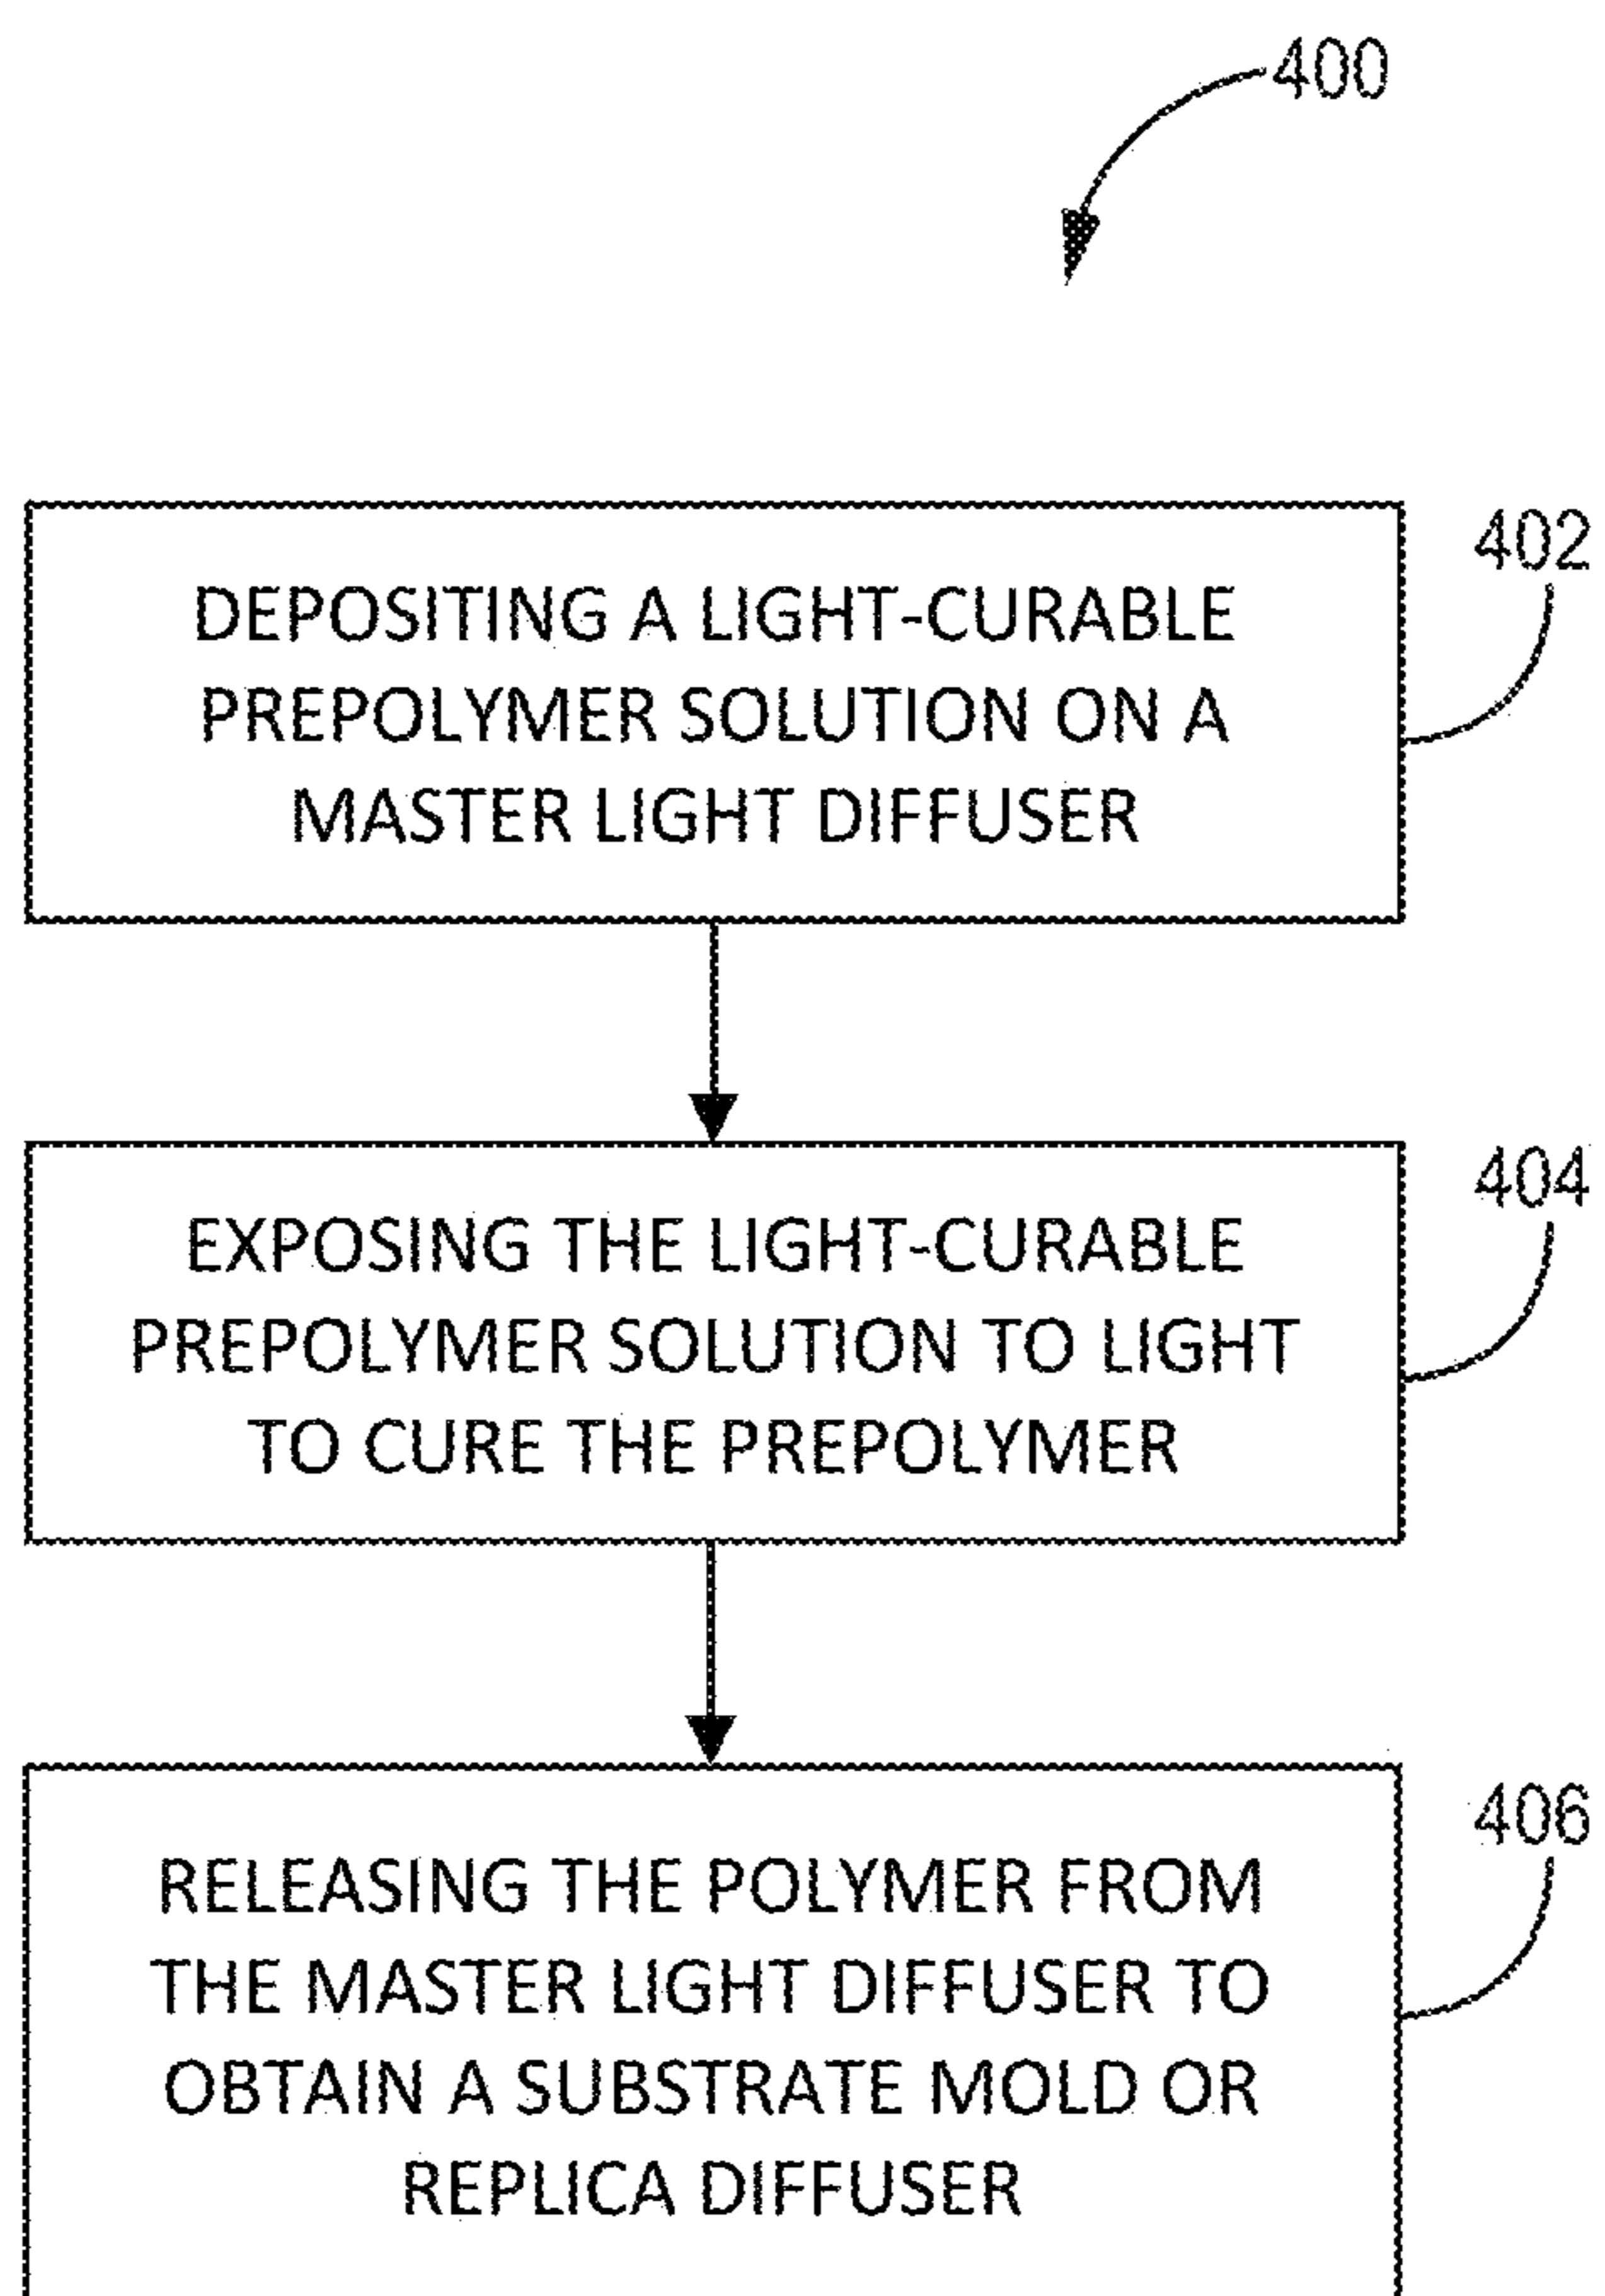 400
402
DEPOSITING A LIGHT-CURABLE
PREPOLYMER SOLUTION ON A
MASTER LIGHT DIFFUSER
404
EXPOSING THE LIGHT-CURABLE
PREPOLYMER SOLUTION TO LIGHT
TO CURE THE PREPOLYMER
406
RELEASING THE POLYMER FROM
THE MASTER LIGHT DIFFUSER TO
OBTAIN A SUBSTRATE MOLD OR
REPLICA DIFFUSER